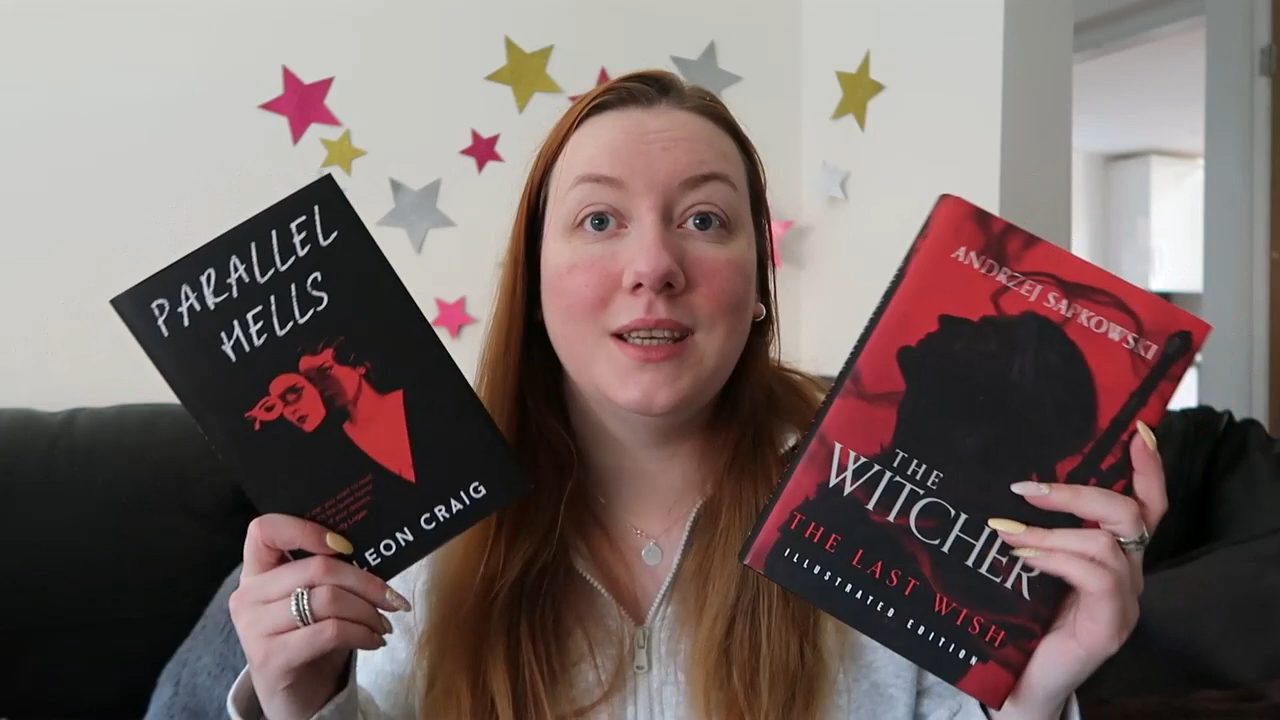 PARALLEL
HELLS
LEON CRAIG
ANDRZEJ SAPKOWSKI
THE
WITCHER
THE LAST WISH
ILLUSTRATED EDITION